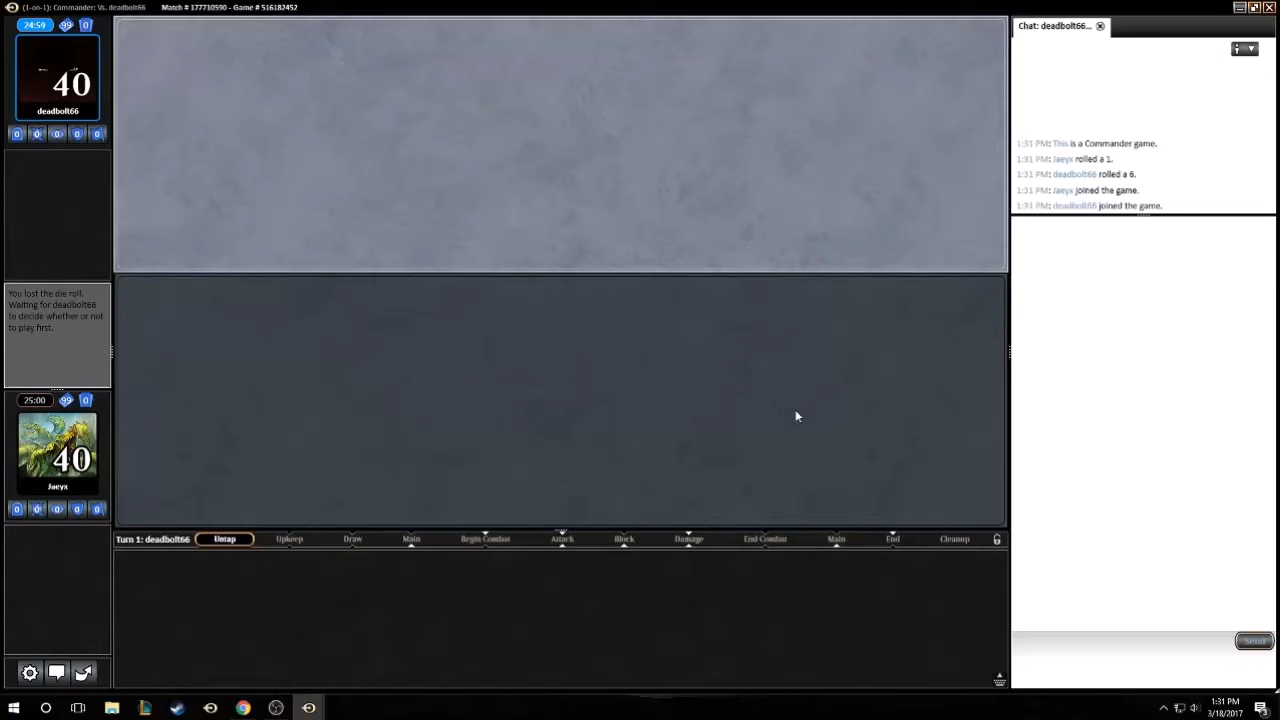 (1-on-1): Commander: Vs. deadbolt66
Match # 177710590 - Game # 516182452
24:59
99
0
40
deadbolt66
0
0
0
0
0
You lost the die roll.
Waiting for deadbolt66
to decide whether or not
to play first.
25:00
99
0
40
Jaeyx
0
0
0
0
0
Turn 1: deadbolt66
Untap
Upkeep
Draw
Main
Begin Combat
Attack
Block
Damage
End Combat
Main
End
Cleanup
Chat: deadbolt66...
1:31 PM: This is a Commander game.
1:31 PM: Jaeyx rolled a 1.
1:31 PM: deadbolt66 rolled a 6.
1:31 PM: Jaeyx joined the game.
1:31 PM: deadbolt66 joined the game.
Send
1:31 PM
3/18/2017
3